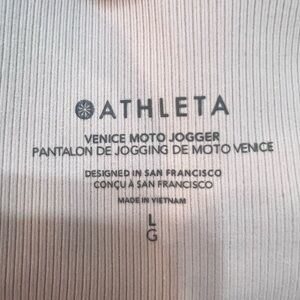 ATHLETA
VENICE MOTO JOGGER
PANTALON DE JOGGING DE MOTO VENICE
DESIGNED IN SAN FRANCISCO
CONÇU À SAN FRANCISCO
MADE IN VIETNAM
L
G